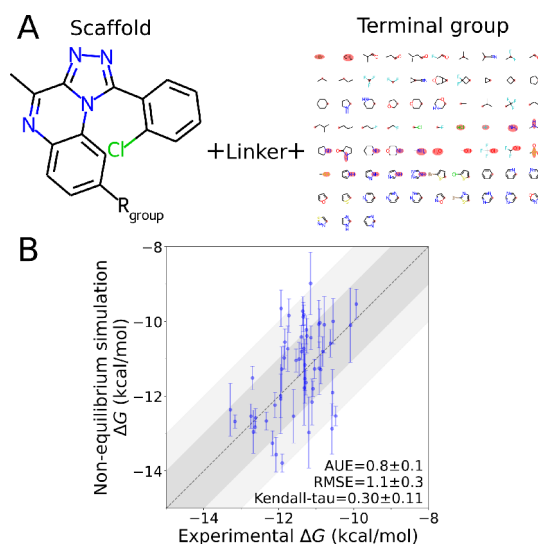 A
Scaffold
Terminal group
N
N
N
N
Cl
R group
+Linker+
B
Non-equilibrium simulation
ΔG (kcal/mol)
−8
−10
−12
−14
AUE=0.8±0.1
RMSE=1.1±0.3
Kendall-tau=0.30±0.11
−14
−12
−10
−8
Experimental ΔG (kcal/mol)